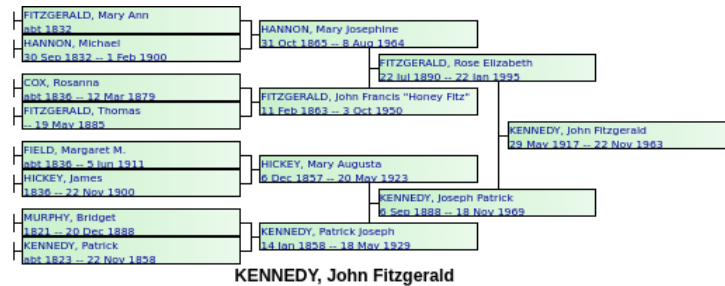 FITZGERALD, Mary Ann
abt 1832
HANNON, Michael
30 Sep 1832 -- 1 Feb 1900
COX, Rosanna
abt 1836 -- 12 Mar 1879
FITZGERALD, Thomas
-- 19 May 1885
FIELD, Margaret M.
abt 1836 -- 5 Jun 1911
HICKEY, James
1836 -- 22 Nov 1900
MURPHY, Bridget
1821 -- 20 Dec 1888
KENNEDY, Patrick
abt 1823 -- 22 Nov 1858
HANNON, Mary Josephine
31 Oct 1865 -- 8 Aug 1964
FITZGERALD, John Francis "Honey Fitz"
11 Feb 1863 -- 3 Oct 1950
HICKEY, Mary Augusta
6 Dec 1857 -- 20 May 1923
KENNEDY, Patrick Joseph
14 Jan 1858 -- 18 May 1929
FITZGERALD, Rose Elizabeth
22 Jul 1890 -- 22 Jan 1995
KENNEDY, Joseph Patrick
6 Sep 1888 -- 18 Nov 1969
KENNEDY, John Fitzgerald
29 May 1917 -- 22 Nov 1963
KENNEDY, John Fitzgerald